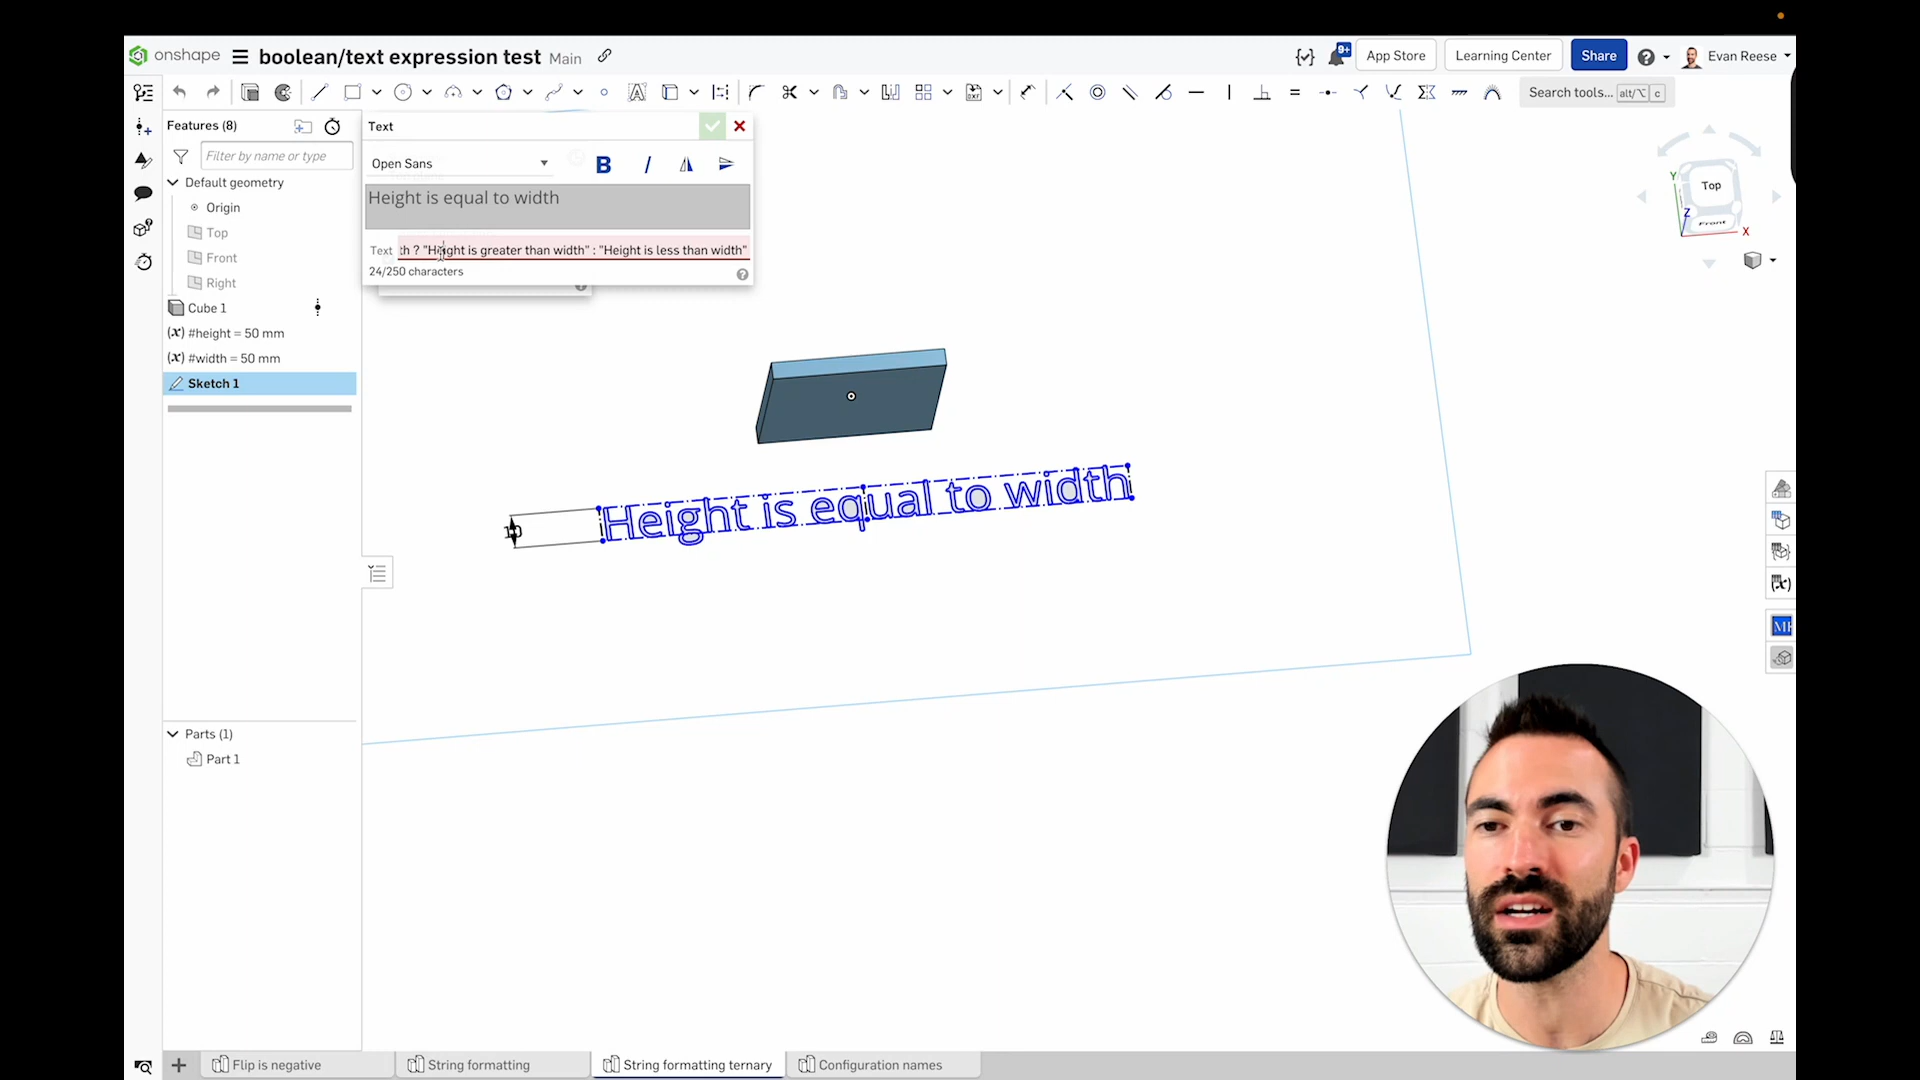 onshape
boolean/text expression test Main
9+
App Store
Learning Center
Share
Evan Reese
Search tools... alt/⌥ c
Features (8)
Filter by name or type
Default geometry
Origin
Top
Front
Right
Cube 1
#height = 50 mm
#width = 50 mm
Sketch 1
Text
Open Sans
B I
Height is equal to width
Text th ? "Height is greater than width" : "Height is less than width"
24/250 characters
Height is equal to width
Y
Top
Z
Front
X
Parts (1)
Part 1
Flip is negative
String formatting
String formatting ternary
Configuration names